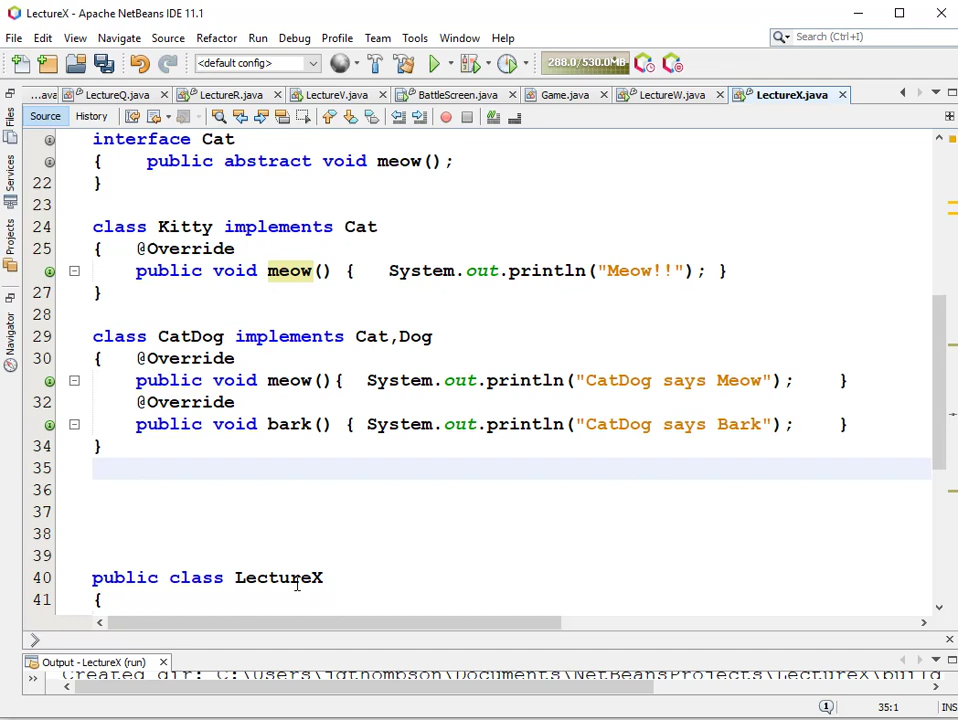 LectureX - Apache NetBeans IDE 11.1
File Edit View Navigate Source Refactor Run Debug Profile Team Tools Window Help
Search (Ctrl+I)
<default config>
288.0/530.0MB
...ava LectureQ.java LectureR.java LectureV.java BattleScreen.java Game.java LectureW.java LectureX.java
Source History
Files
Services
Projects
Navigator
interface Cat
{ public abstract void meow();
22 }
23
24 class Kitty implements Cat
25 { @Override
public void meow() { System.out.println("Meow!!"); }
27 }
28
29 class CatDog implements Cat,Dog
30 { @Override
public void meow(){ System.out.println("CatDog says Meow"); }
32 @Override
public void bark() { System.out.println("CatDog says Bark"); }
34 }
35
36
37
38
39
40 public class LectureX
41 {
Output - LectureX (run)
Created dir: C:\Users\jgthompson\Documents\NetBeansProjects\LectureX\build
35:1 INS